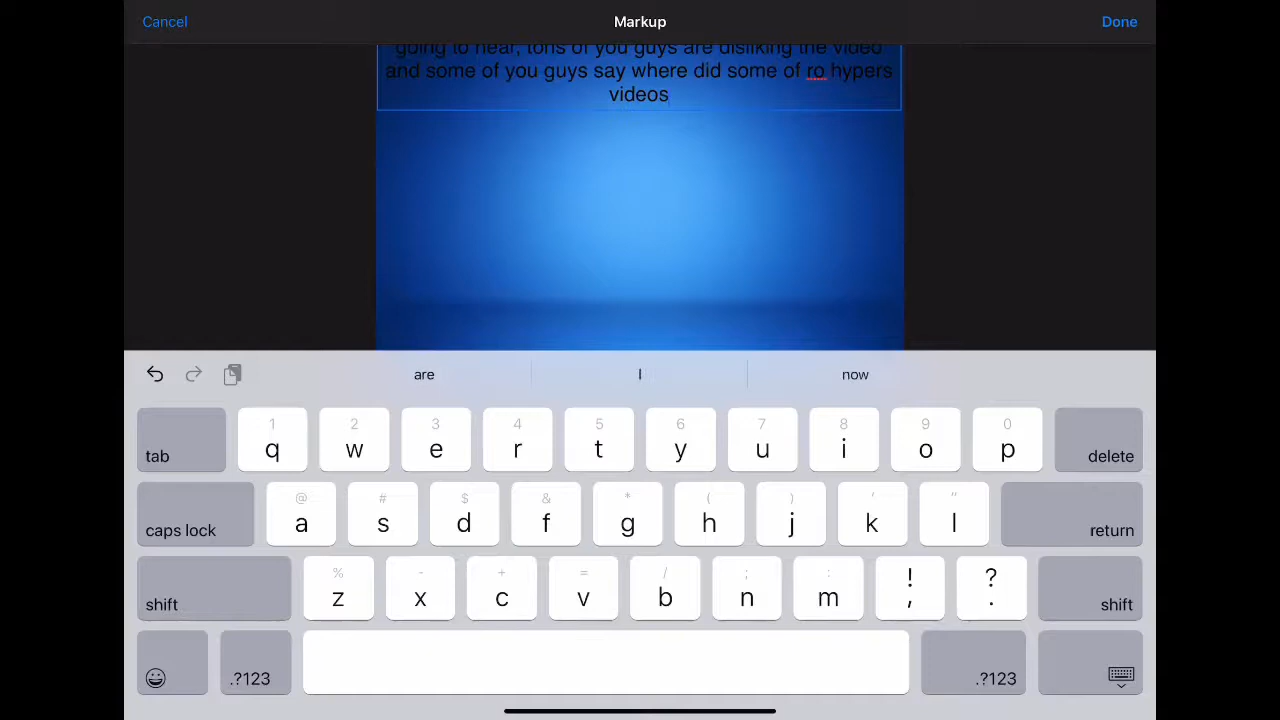 Cancel
Markup
Done
going to hear, tons of you guys are disliking the video
and some of you guys say where did some of ro hypers
videos
are
I
now
1 2 3 4 5 6 7 8 9 0
tab q w e r t y u i o p delete
@ # $ & * ( ) ' "
caps lock a s d f g h j k l return
% - + = / ; : ! ?
shift z x c v b n m , . shift
.?123 .?123